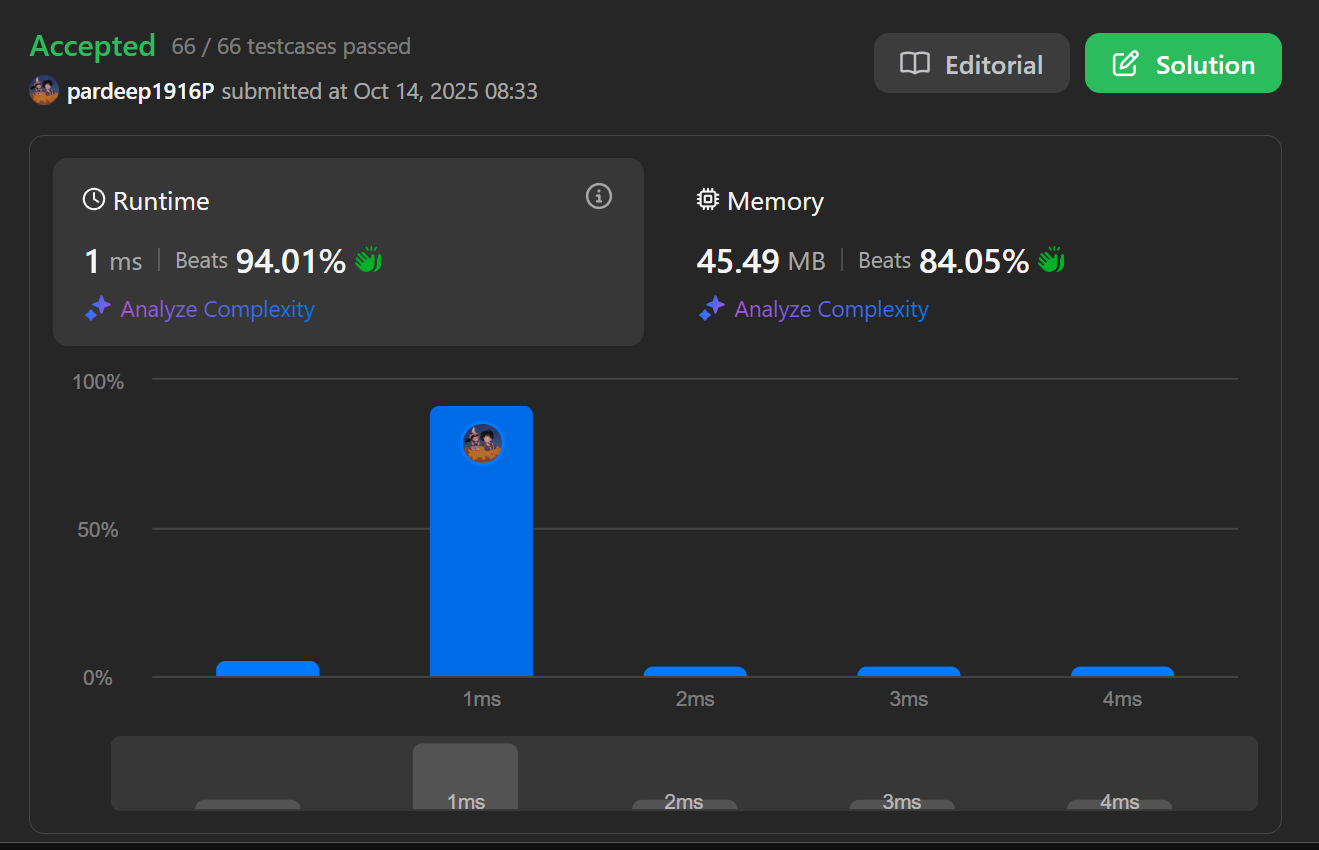 Accepted 66 / 66 testcases passed
Editorial
Solution
pardeep1916P submitted at Oct 14, 2025 08:33
Runtime
1 ms | Beats 94.01%
Analyze Complexity
Memory
45.49 MB | Beats 84.05%
Analyze Complexity
100%
50%
0%
1ms 2ms 3ms 4ms
1ms 2ms 3ms 4ms